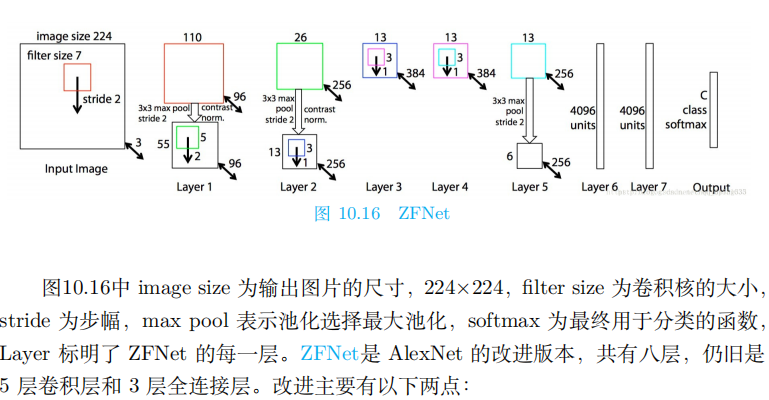 image size 224
110
26
13
13
13
filter size 7
stride 2
3
Input Image
96
3x3 max pool stride 2
contrast norm.
55
5
2
96
Layer 1
256
3x3 max pool stride 2
contrast norm.
13
3
1
256
Layer 2
3
1
384
Layer 3
3
1
384
Layer 4
256
3x3 max pool stride 2
6
256
Layer 5
4096 units
Layer 6
4096 units
Layer 7
C class softmax
Output
图 10.16 ZFNet
图10.16中 image size 为输出图片的尺寸，224×224，filter size 为卷积核的大小，
stride 为步幅，max pool 表示池化选择最大池化，softmax 为最终用于分类的函数，
Layer 标明了 ZFNet 的每一层。ZFNet是 AlexNet 的改进版本，共有八层，仍旧是
5 层卷积层和 3 层全连接层。改进主要有以下两点：